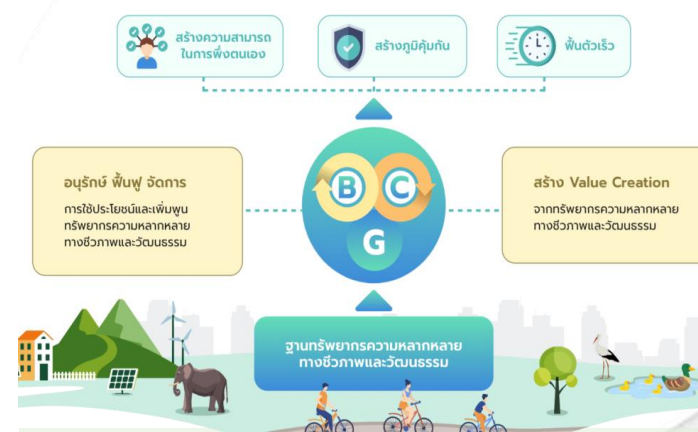 สร้างความสามารถ
ในการพึ่งตนเอง
สร้างภูมิคุ้มกัน
ฟื้นตัวเร็ว
อนุรักษ์ ฟื้นฟู จัดการ
การใช้ประโยชน์และเพิ่มพูน
ทรัพยากรความหลากหลาย
ทางชีวภาพและวัฒนธรรม
B C
G
สร้าง Value Creation
จากทรัพยากรความหลากหลาย
ทางชีวภาพและวัฒนธรรม
ฐานทรัพยากรความหลากหลาย
ทางชีวภาพและวัฒนธรรม